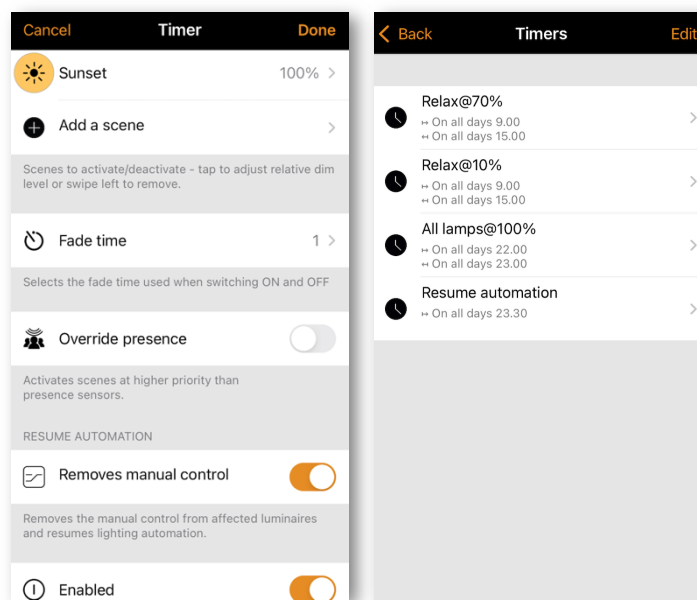 Cancel Timer Done
Sunset 100%
Add a scene
Scenes to activate/deactivate - tap to adjust relative dim
level or swipe left to remove.
Fade time 1
Selects the fade time used when switching ON and OFF
Override presence
Activates scenes at higher priority than
presence sensors.
RESUME AUTOMATION
Removes manual control
Removes the manual control from affected luminaires
and resumes lighting automation.
Enabled
Back Timers Edit
Relax@70%
↦ On all days 9.00
↤ On all days 15.00
Relax@10%
↦ On all days 9.00
↤ On all days 15.00
All lamps@100%
↦ On all days 22.00
↤ On all days 23.00
Resume automation
↦ On all days 23.30